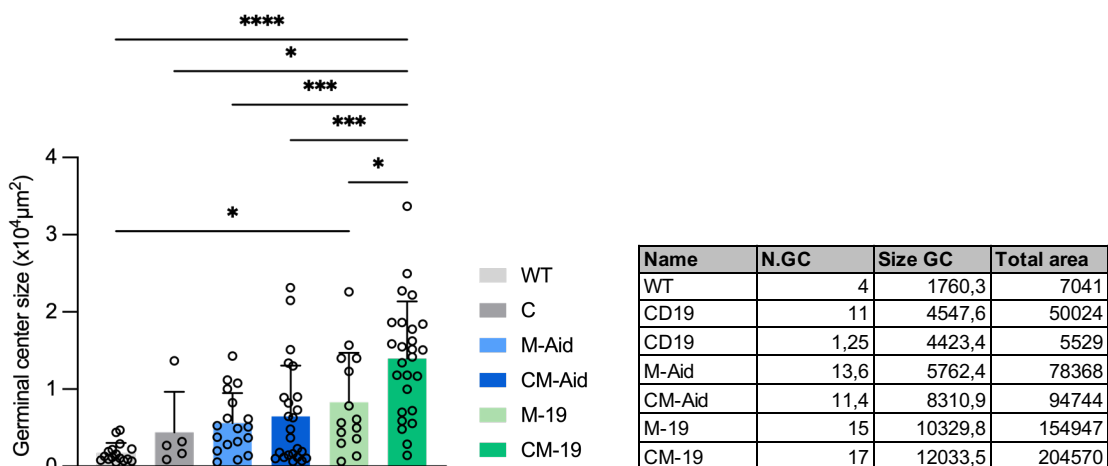 ****
*
***
***
*
*
Germinal center size (x10⁴µm²)
4
3
2
1
0
WT
C
M-Aid
CM-Aid
M-19
CM-19
Name N.GC Size GC Total area
WT 4 1760,3 7041
CD19 11 4547,6 50024
CD19 1,25 4423,4 5529
M-Aid 13,6 5762,4 78368
CM-Aid 11,4 8310,9 94744
M-19 15 10329,8 154947
CM-19 17 12033,5 204570